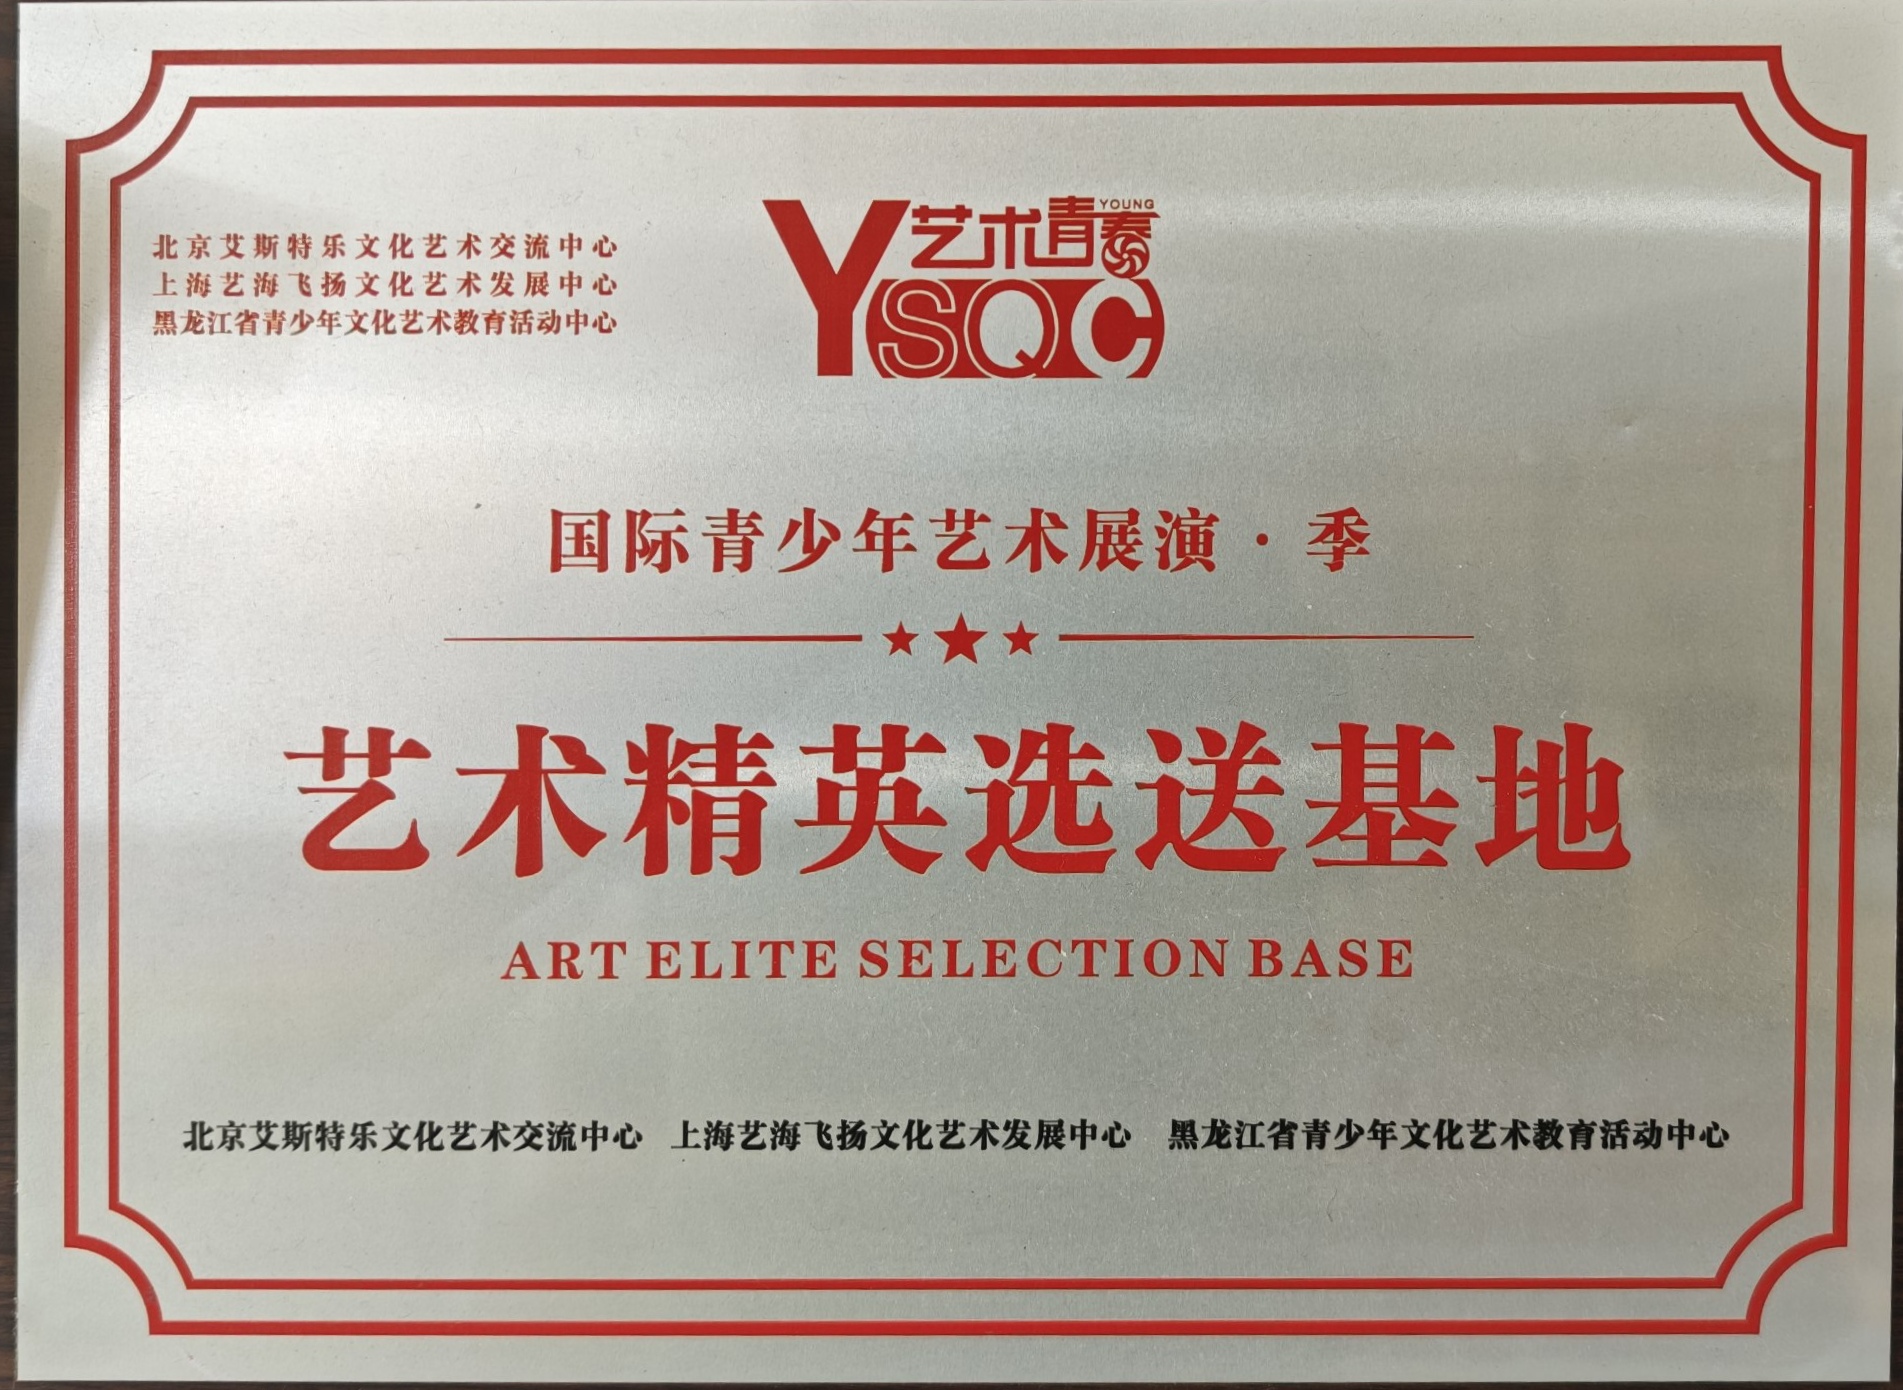 北京艾斯特乐文化艺术交流中心
上海艺海飞扬文化艺术发展中心
黑龙江省青少年文化艺术教育活动中心
艺术青春
YOUNG
YSQC
国际青少年艺术展演·季
艺术精英选送基地
ART ELITE SELECTION BASE
北京艾斯特乐文化艺术交流中心 上海艺海飞扬文化艺术发展中心 黑龙江省青少年文化艺术教育活动中心